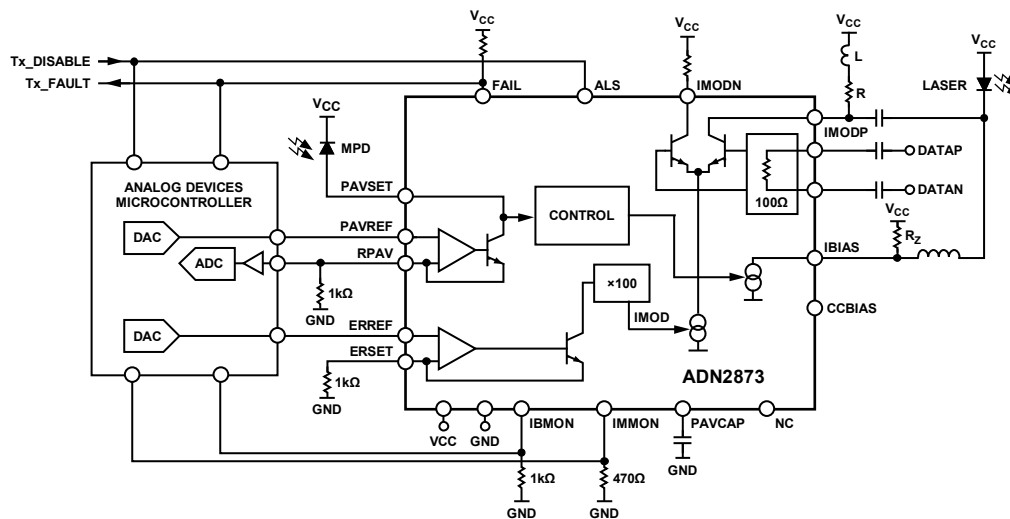 VCC
VCC
VCC
VCC
Tx_DISABLE
Tx_FAULT
L
R
LASER
FAIL
ALS
IMODN
VCC
MPD
IMODP
DATAP
ANALOG DEVICES
MICROCONTROLLER
PAVSET
100Ω
DATAN
DAC
PAVREF
CONTROL
VCC
RZ
ADC
RPAV
IBIAS
1kΩ
GND
×100
CCBIAS
DAC
ERREF
IMOD
ERSET
1kΩ
GND
ADN2873
VCC
GND
IBMON
IMMON
PAVCAP
NC
GND
1kΩ
470Ω
GND
GND